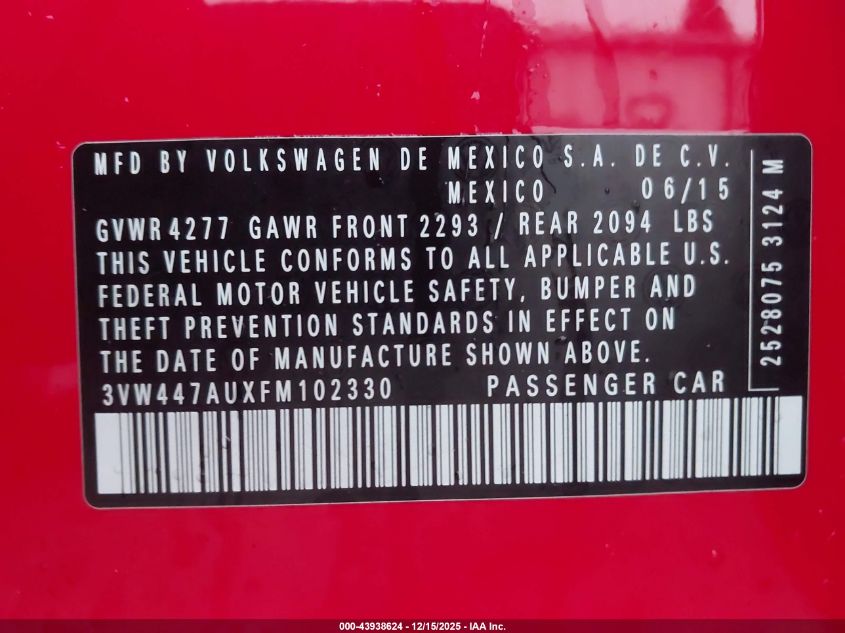 MFD BY VOLKSWAGEN DE MEXICO S.A. DE C.V.
MEXICO 06/15
GVWR 4277 GAWR FRONT 2293 / REAR 2094 LBS
THIS VEHICLE CONFORMS TO ALL APPLICABLE U.S.
FEDERAL MOTOR VEHICLE SAFETY, BUMPER AND
THEFT PREVENTION STANDARDS IN EFFECT ON
THE DATE OF MANUFACTURE SHOWN ABOVE.
3VW447AUXFM102330 PASSENGER CAR
2528075 3124 M
000-43938624 - 12/15/2025 - IAA Inc.